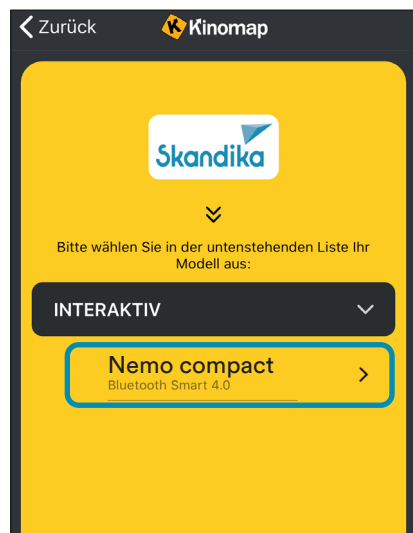 Zurück
Kinomap
Skandika
Bitte wählen Sie in der untenstehenden Liste Ihr
Modell aus:
INTERAKTIV
Nemo compact
Bluetooth Smart 4.0